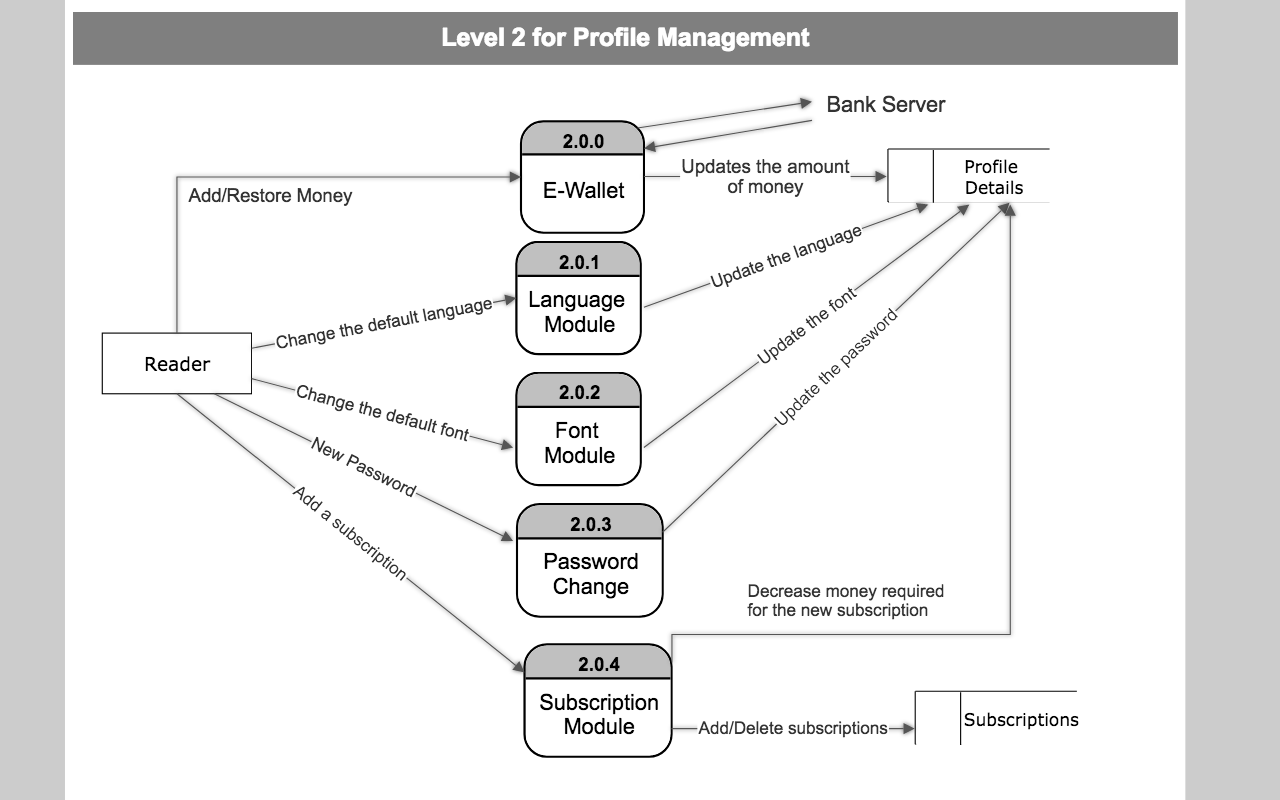 Level 2 for Profile Management
Bank Server
2.0.0
E-Wallet
Add/Restore Money
Updates the amount
of money
Profile
Details
2.0.1
Language
Module
Change the default language
Update the language
Reader
2.0.2
Font
Module
Change the default font
Update the font
New Password
Update the password
2.0.3
Password
Change
Add a subscription
Decrease money required
for the new subscription
2.0.4
Subscription
Module
Add/Delete subscriptions
Subscriptions